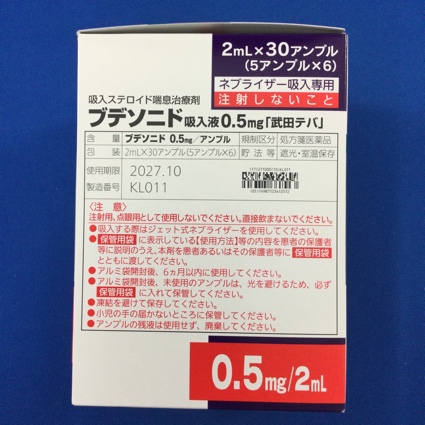 2mL×30アンプル
(5アンプル×6)
ネブライザー吸入専用
注射しないこと
吸入ステロイド喘息治療剤
ブデソニド吸入液0.5mg「武田テバ」
含量 ブデソニド 0.5mg/アンプル 規制区分 処方箋医薬品
包装 2mL×30アンプル(5アンプル×6) 貯法等 遮光・室温保存
使用期限 2027.10
製造番号 KL011
〈注意〉
注射用、点眼用として使用しないでください。直接飲まないでください。
●吸入する際はジェット式ネブライザーを使用してください。
●保管用袋に表示している【使用方法】等の内容を患者の保護者等に説明のうえ、本剤を患者あるいはその保護者等に保管用袋とともに渡してください。
●アルミ袋開封後、6ヵ月以内に使用してください。
●アルミ袋開封後、未使用のアンプルは、光を避けるため、必ず保管用袋に入れて保管してください。
●凍結を避けて保存してください。
●小児の手の届かないところに保管してください。
●アンプルの残液は使用せず、廃棄してください。
0.5mg/2mL